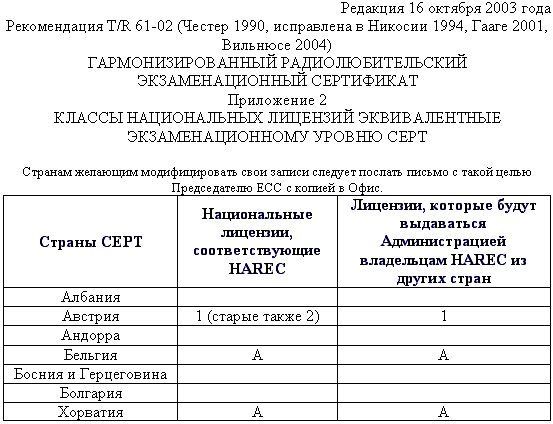 Редакция 16 октября 2003 года
Рекомендация T/R 61-02 (Честер 1990, исправлена в Никосии 1994, Гааге 2001,
Вильнюсе 2004)
ГАРМОНИЗИРОВАННЫЙ РАДИОЛЮБИТЕЛЬСКИЙ
ЭКЗАМЕНАЦИОННЫЙ СЕРТИФИКАТ
Приложение 2
КЛАССЫ НАЦИОНАЛЬНЫХ ЛИЦЕНЗИЙ ЭКВИВАЛЕНТНЫЕ
ЭКЗАМЕНАЦИОННОМУ УРОВНЮ СЕРТ
Странам желающим модифицировать свои записи следует послать письмо с такой целью
Председателю ECC с копией в Офис.
Страны СЕРТ
Национальные
лицензии,
соответствующие
HAREC
Лицензии, которые будут
выдаваться
Администрацией
владельцам HAREC из
других стран
Албания
Австрия 1 (старые также 2) 1
Андорра
Бельгия A A
Босния и Герцеговина
Болгария
Хорватия A A